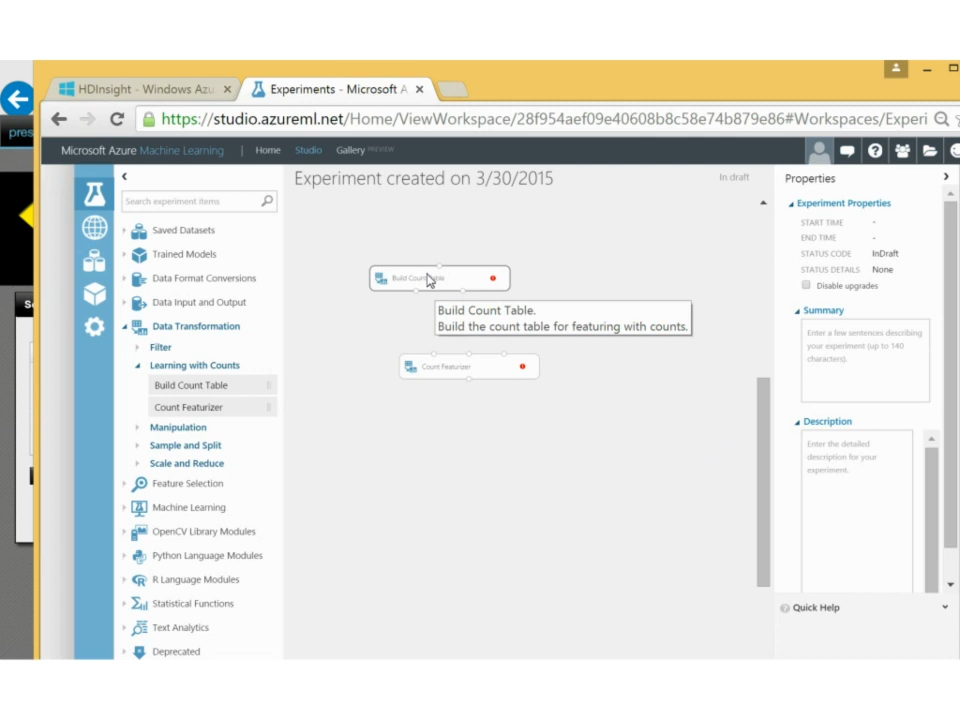 HDInsight - Windows Azu
Experiments - Microsoft A
https://studio.azureml.net/Home/ViewWorkspace/28f954aef09e40608b8c58e74b879e86#Workspaces/Experi
pres
Microsoft Azure Machine Learning | Home Studio Gallery PREVIEW
Experiment created on 3/30/2015
In draft
Search experiment items
Saved Datasets
Trained Models
Data Format Conversions
Data Input and Output
Data Transformation
Filter
Learning with Counts
Build Count Table
Count Featurizer
Manipulation
Sample and Split
Scale and Reduce
Feature Selection
Machine Learning
OpenCV Library Modules
Python Language Modules
R Language Modules
Statistical Functions
Text Analytics
Deprecated
Build Count Table
Build Count Table.
Build the count table for featuring with counts.
Count Featurizer
Properties
Experiment Properties
START TIME -
END TIME -
STATUS CODE InDraft
STATUS DETAILS None
Disable upgrades
Summary
Enter a few sentences describing
your experiment (up to 140
characters).
Description
Enter the detailed
description for your
experiment.
Quick Help